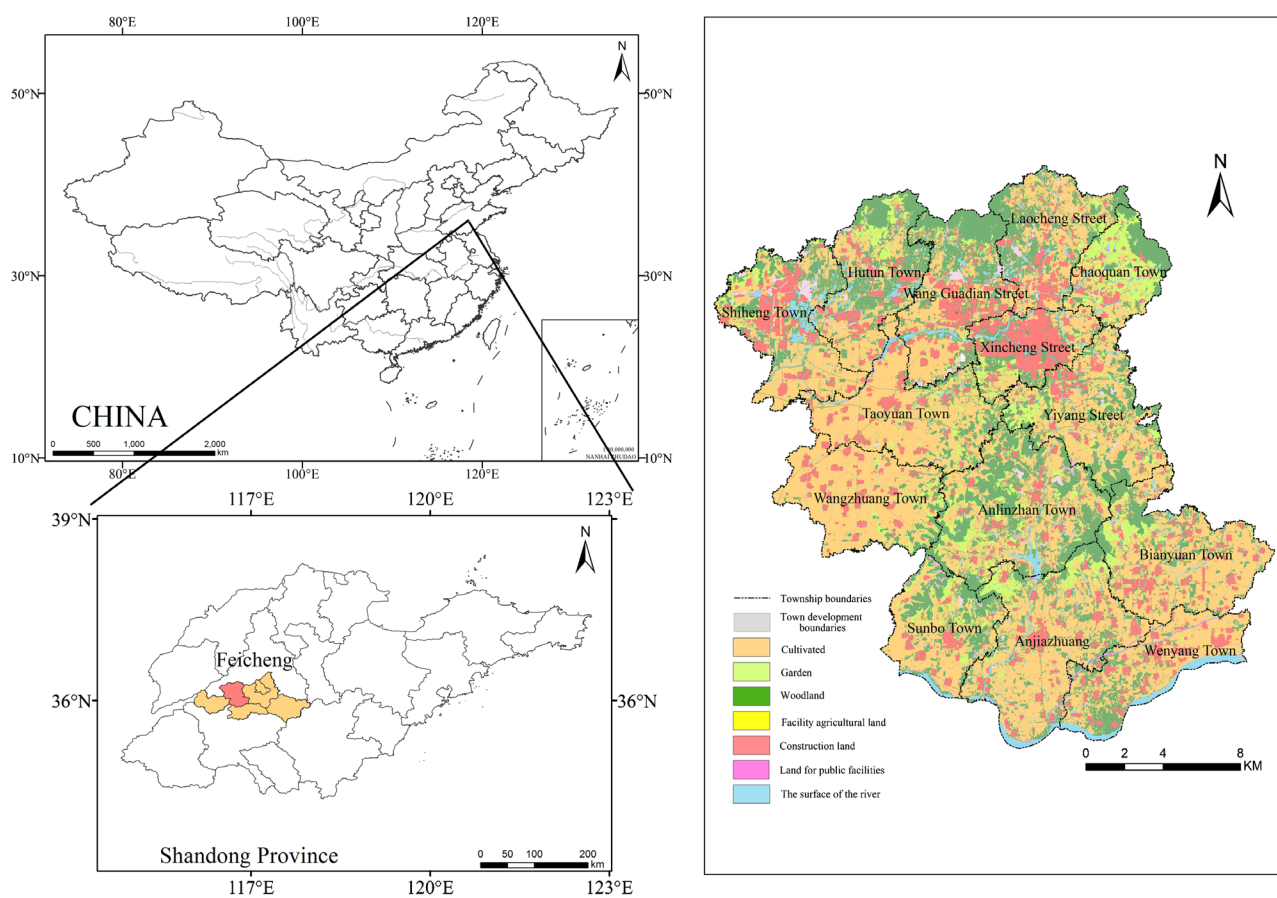 80°E 100°E 120°E
N
50°N 50°N
30°N 30°N
CHINA
0 500 1,000 2,000
km
NANHAI ZHUDAO
10°N 10°N
80°E 100°E 120°E
117°E 120°E 123°E
39°N
N
Feicheng
36°N 36°N
Shandong Province
0 50 100 200
km
117°E 120°E 123°E
N
Laocheng Street
Hutun Town
Chaoquan Town
Wang Guadian Street
Shiheng Town
Xincheng Street
Taoyuan Town
Yiyang Street
Wangzhuang Town
Anlinzhan Town
Bianyuan Town
Sunbo Town
Anjiazhuang
Wenyang Town
Township boundaries
Town development
boundaries
Cultivated
Garden
Woodland
Facility agricultural land
Construction land
Land for public facilities
The surface of the river
0 2 4 8
KM